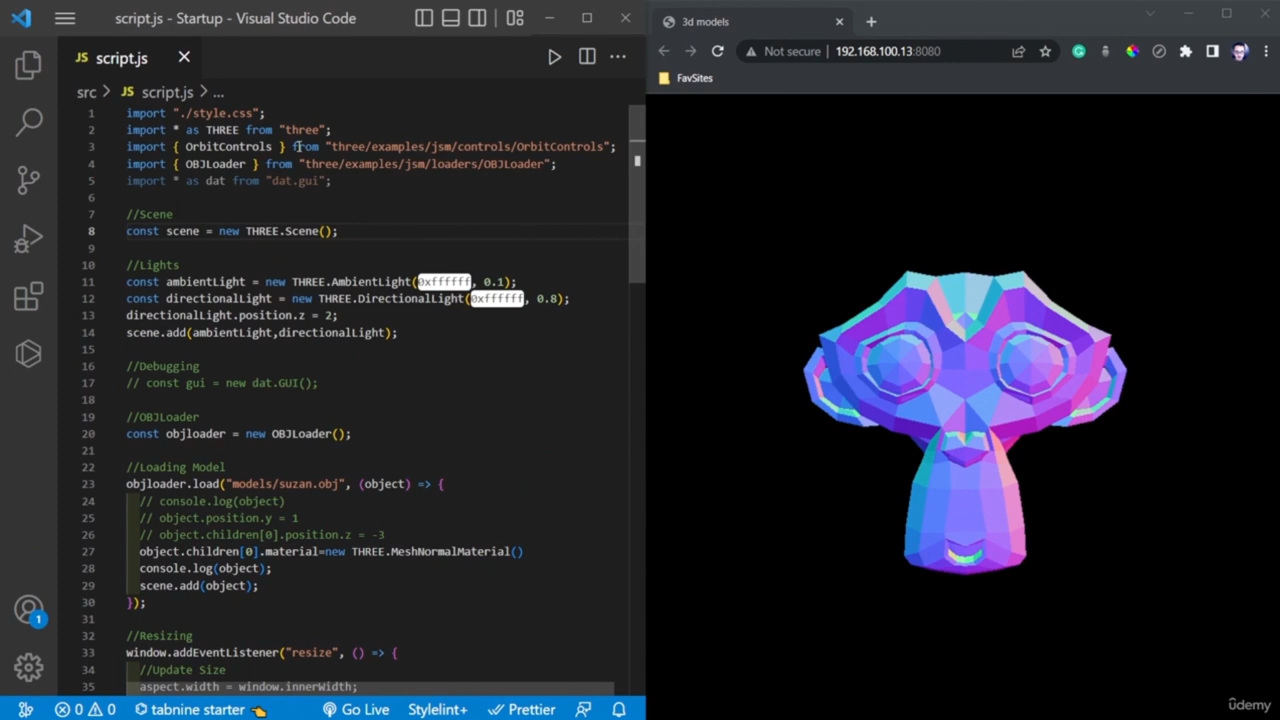 script.js - Startup - Visual Studio Code
JS script.js
src > JS script.js > ...
1 import "./style.css";
2 import * as THREE from "three";
3 import { OrbitControls } from "three/examples/jsm/controls/OrbitControls";
4 import { OBJLoader } from "three/examples/jsm/loaders/OBJLoader";
5 import * as dat from "dat.gui";
6
7 //Scene
8 const scene = new THREE.Scene();
9
10 //Lights
11 const ambientLight = new THREE.AmbientLight(0xffffff, 0.1);
12 const directionalLight = new THREE.DirectionalLight(0xffffff, 0.8);
13 directionalLight.position.z = 2;
14 scene.add(ambientLight,directionalLight);
15
16 //Debugging
17 // const gui = new dat.GUI();
18
19 //OBJLoader
20 const objloader = new OBJLoader();
21
22 //Loading Model
23 objloader.load("models/suzan.obj", (object) => {
24 // console.log(object)
25 // object.position.y = 1
26 // object.children[0].position.z = -3
27 object.children[0].material=new THREE.MeshNormalMaterial()
28 console.log(object);
29 scene.add(object);
30 });
31
32 //Resizing
33 window.addEventListener("resize", () => {
34 //Update Size
35 aspect.width = window.innerWidth;
1
0 0 tabnine starter Go Live Stylelint+ Prettier
3d models
Not secure 192.168.100.13:8080
FavSites
ûdemy